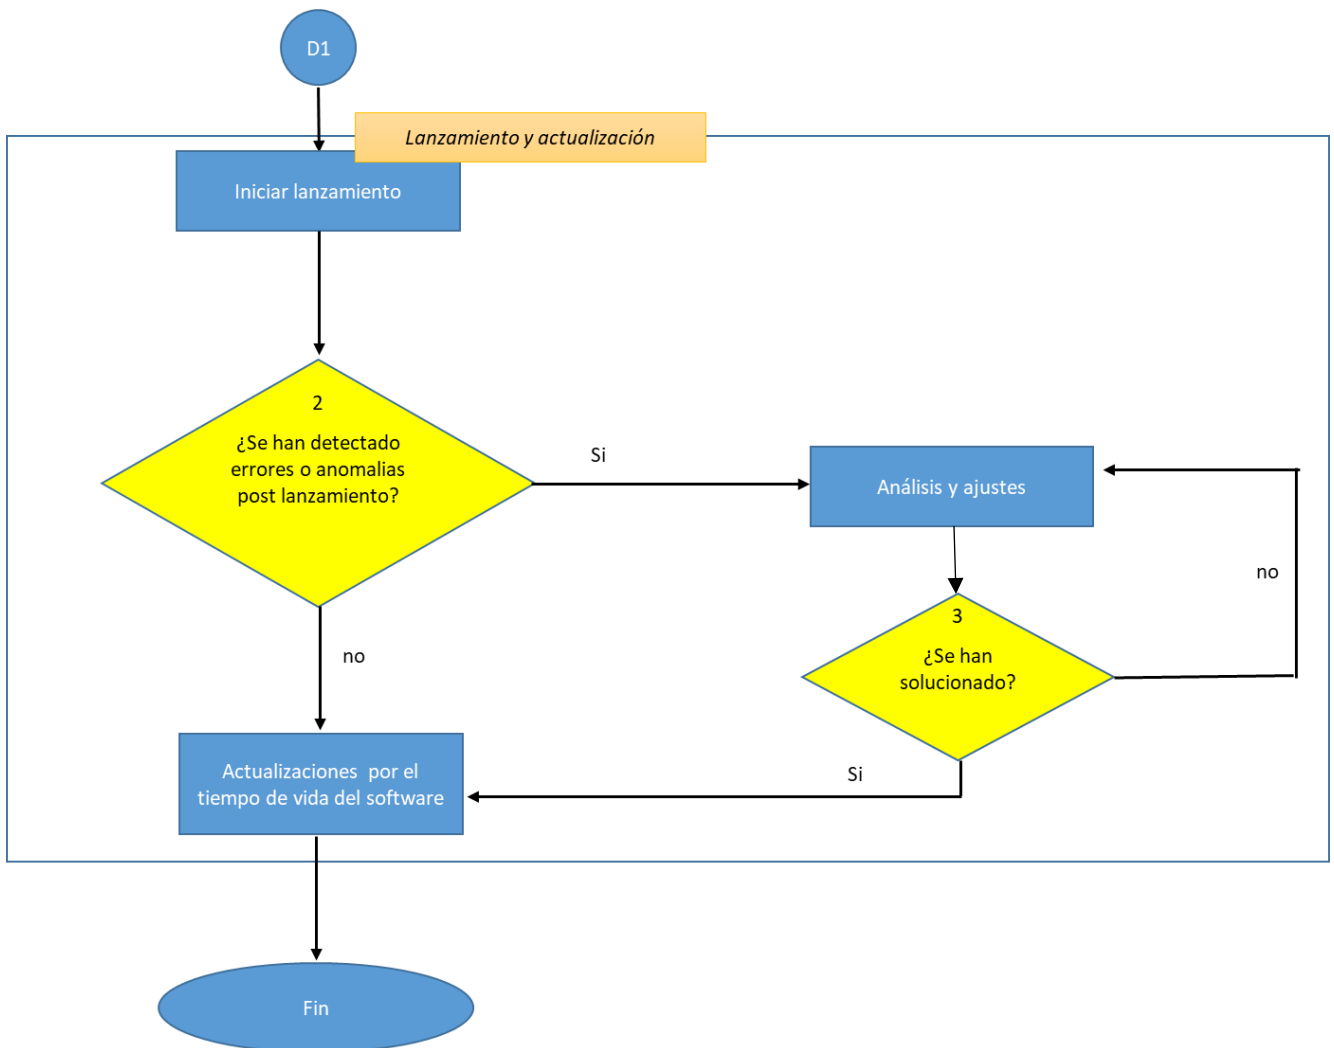 D1
Lanzamiento y actualización
Iniciar lanzamiento
2
¿Se han detectado
errores o anomalias
post lanzamiento?
Si
Análisis y ajustes
no
3
¿Se han
solucionado?
no
Actualizaciones por el
tiempo de vida del software
Si
Fin